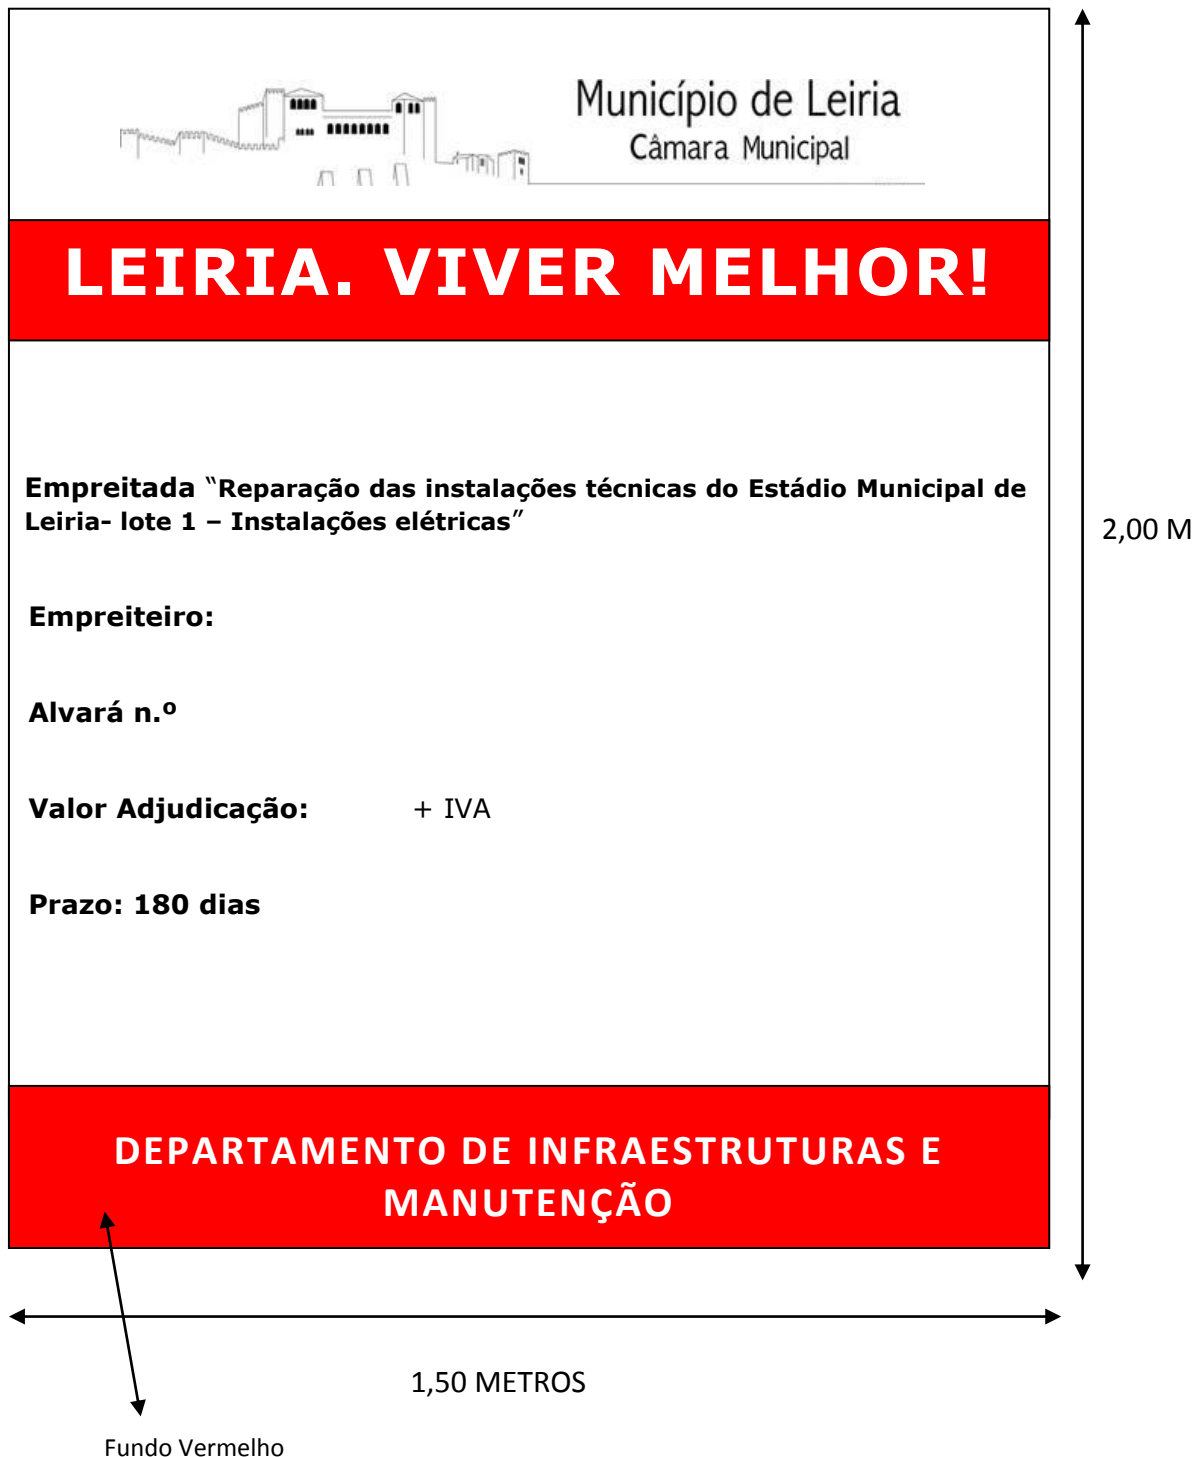 Município de Leiria
Câmara Municipal
LEIRIA. VIVER MELHOR!
Empreitada “Reparação das instalações técnicas do Estádio Municipal de
Leiria- lote 1 – Instalações elétricas”
2,00 M
Empreiteiro:
Alvará n.º
Valor Adjudicação: + IVA
Prazo: 180 dias
DEPARTAMENTO DE INFRAESTRUTURAS E
MANUTENÇÃO
1,50 METROS
Fundo Vermelho